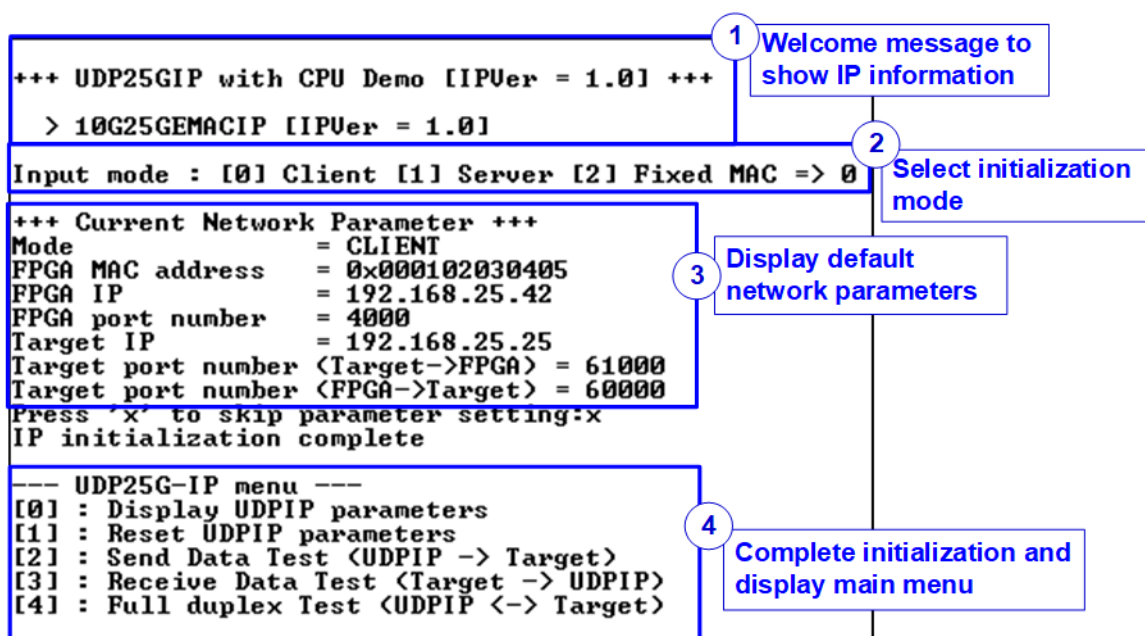 1
Welcome message to
show IP information
+++ UDP25GIP with CPU Demo [IPVer = 1.0] +++
> 10G25GEMACIP [IPVer = 1.0]
2
Select initialization
mode
Input mode : [0] Client [1] Server [2] Fixed MAC => 0
+++ Current Network Parameter +++
Mode = CLIENT
FPGA MAC address = 0x000102030405
FPGA IP = 192.168.25.42
FPGA port number = 4000
Target IP = 192.168.25.25
Target port number (Target->FPGA) = 61000
Target port number (FPGA->Target) = 60000
3
Display default
network parameters
Press 'x' to skip parameter setting:x
IP initialization complete
--- UDP25G-IP menu ---
[0] : Display UDPIP parameters
[1] : Reset UDPIP parameters
[2] : Send Data Test (UDPIP -> Target)
[3] : Receive Data Test (Target -> UDPIP)
[4] : Full duplex Test (UDPIP <-> Target)
4
Complete initialization and
display main menu